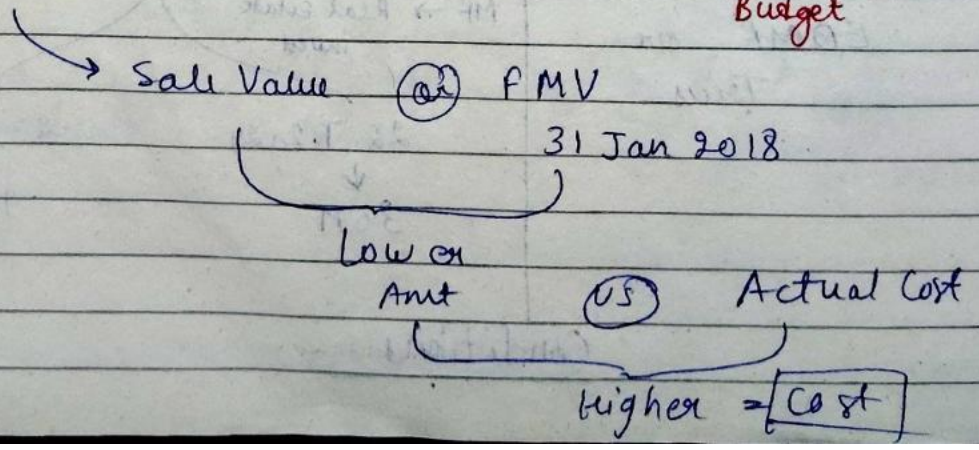 Budget
Sale Value or FMV
31 Jan 2018
Lower
Amt vs Actual Cost
Higher = Cost